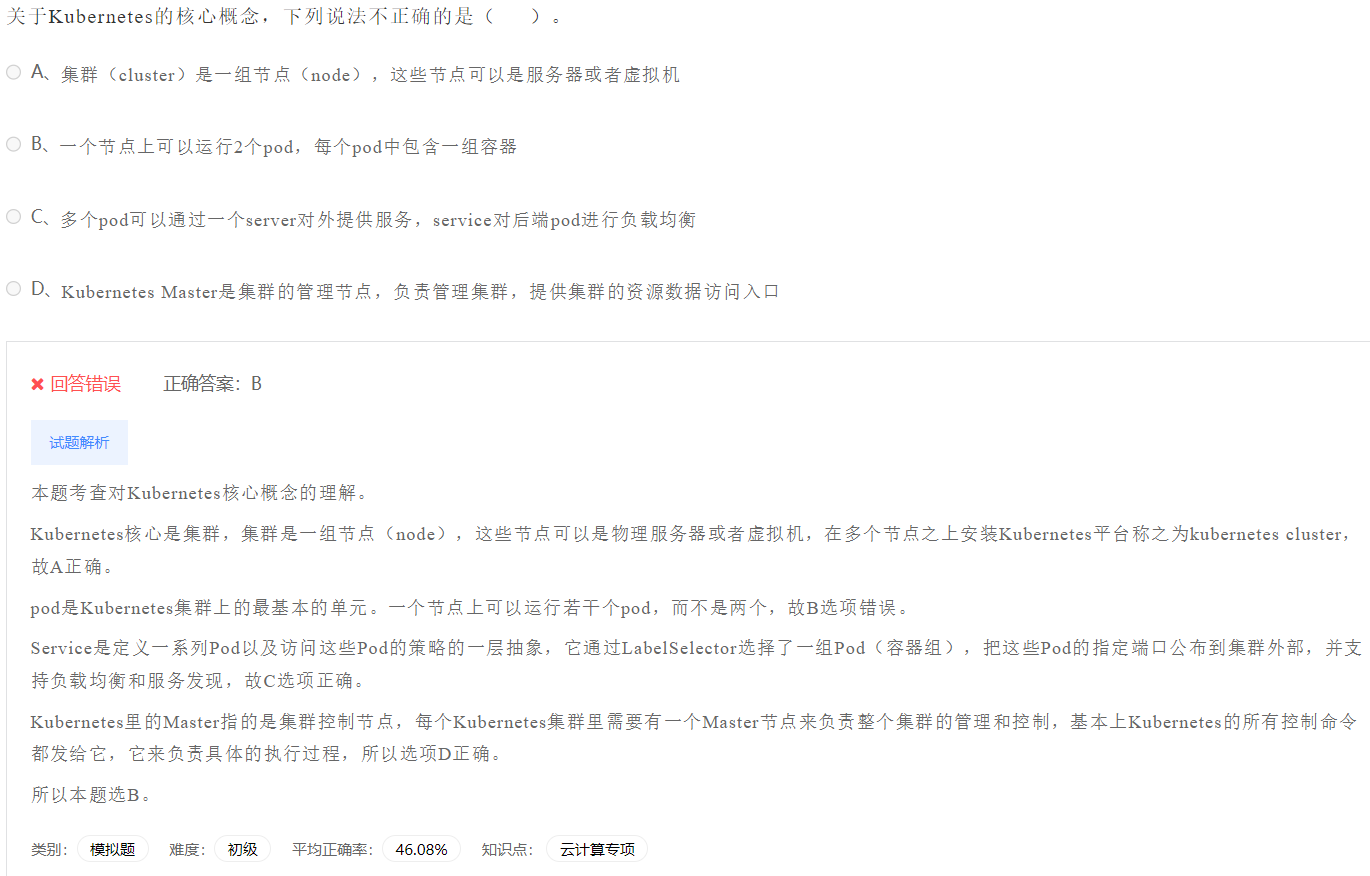 关于Kubernetes的核心概念，下列说法不正确的是（　　）。
A、集群（cluster）是一组节点（node），这些节点可以是服务器或者虚拟机
B、一个节点上可以运行2个pod，每个pod中包含一组容器
C、多个pod可以通过一个server对外提供服务，service对后端pod进行负载均衡
D、Kubernetes Master是集群的管理节点，负责管理集群，提供集群的资源数据访问入口
回答错误 正确答案：B
试题解析
本题考查对Kubernetes核心概念的理解。
Kubernetes核心是集群，集群是一组节点（node），这些节点可以是物理服务器或者虚拟机，在多个节点之上安装Kubernetes平台称之为kubernetes cluster，
故A正确。
pod是Kubernetes集群上的最基本的单元。一个节点上可以运行若干个pod，而不是两个，故B选项错误。
Service是定义一系列Pod以及访问这些Pod的策略的一层抽象，它通过LabelSelector选择了一组Pod（容器组），把这些Pod的指定端口公布到集群外部，并支
持负载均衡和服务发现，故C选项正确。
Kubernetes里的Master指的是集群控制节点，每个Kubernetes集群里需要有一个Master节点来负责整个集群的管理和控制，基本上Kubernetes的所有控制命令
都发给它，它来负责具体的执行过程，所以选项D正确。
所以本题选B。
类别： 模拟题 难度： 初级 平均正确率： 46.08% 知识点： 云计算专项